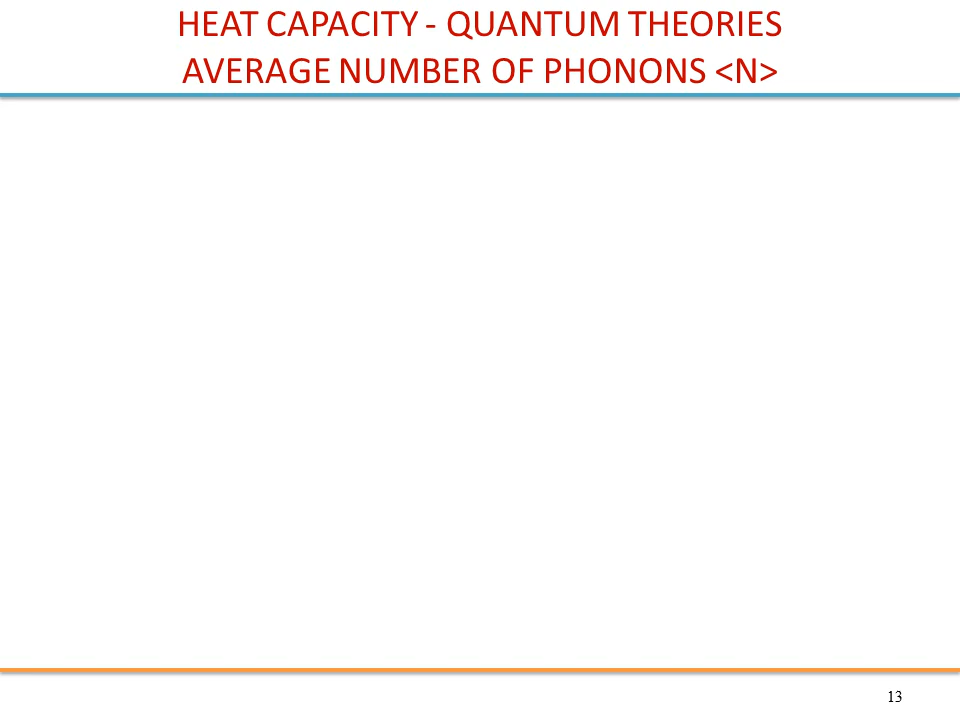 HEAT CAPACITY - QUANTUM THEORIES
AVERAGE NUMBER OF PHONONS <N>
13